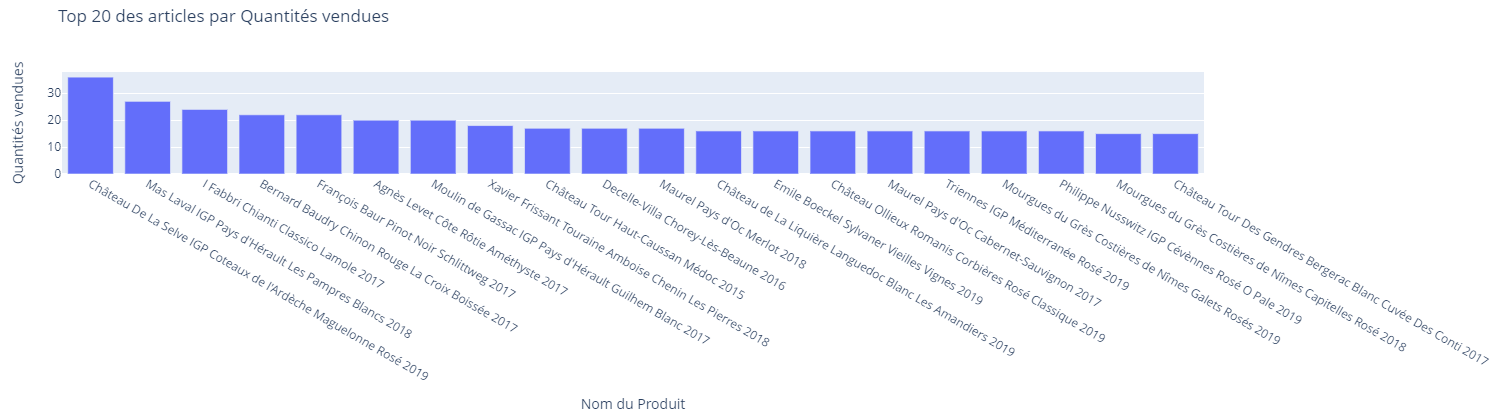 Top 20 des articles par Quantités vendues
Quantités vendues
30
20
10
0
Château De La Selve IGP Coteaux de l'Ardèche Maguelonne Rosé 2019
Mas Laval IGP Pays d'Hérault Les Pampres Blancs 2018
I Fabbri Chianti Classico Lamole 2017
Bernard Baudry Chinon Rouge La Croix Boissée 2017
François Baur Pinot Noir Schlittweg 2017
Agnès Levet Côte Rôtie Améthyste 2017
Moulin de Gassac IGP Pays d'Hérault Guilhem Blanc 2017
Xavier Frissant Touraine Amboise Chenin Les Pierres 2018
Château Tour Haut-Caussan Médoc 2015
Decelle-Villa Chorey-Lès-Beaune 2016
Maurel Pays d'Oc Merlot 2018
Château de La Liquière Languedoc Blanc Les Amandiers 2019
Emile Boeckel Sylvaner Vieilles Vignes 2019
Château Ollieux Romanis Corbières Rosé Classique 2019
Maurel Pays d'Oc Cabernet-Sauvignon 2017
Triennes IGP Méditerranée Rosé 2019
Mourgues du Grès Costières de Nîmes Galets Rosés 2019
Philippe Nusswitz IGP Cévènnes Rosé O Pale 2019
Mourgues du Grès Costières de Nîmes Capitelles Rosé 2018
Château Tour Des Gendres Bergerac Blanc Cuvée Des Conti 2017
Nom du Produit